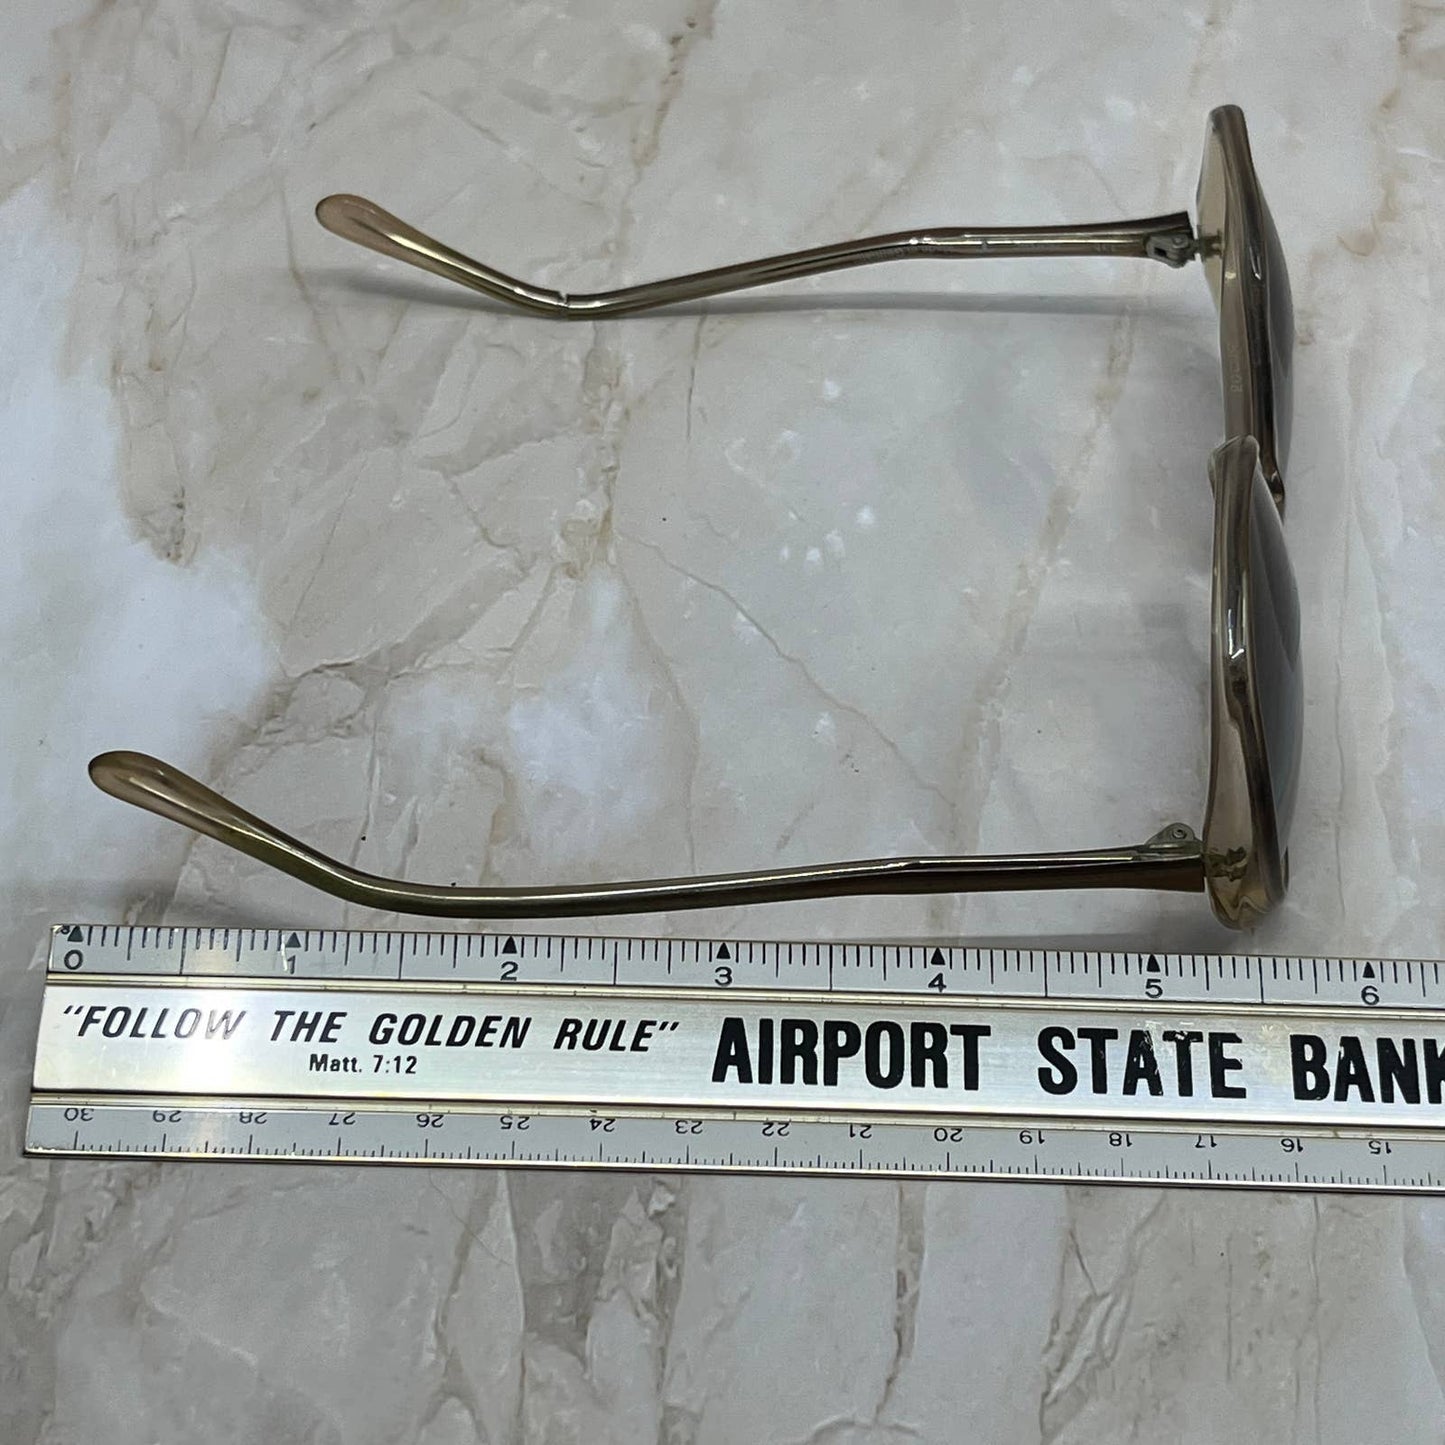 0 1 2 3 4 5 6
"FOLLOW THE GOLDEN RULE" AIRPORT STATE BANK
Matt. 7:12
30 29 28 27 26 25 24 23 22 21 20 19 18 17 16 15